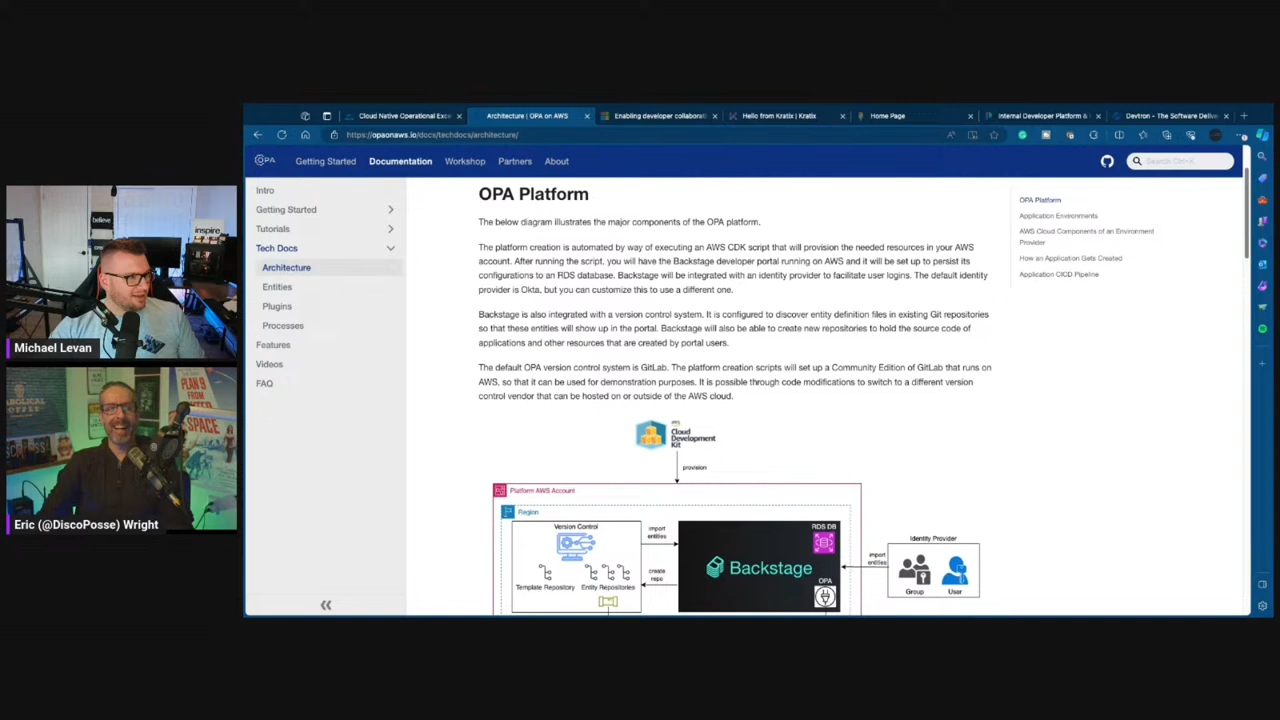 Cloud Native Operational Exce
Architecture | OPA on AWS
Enabling developer collaborati
Hello from Kratix | Kratix
Home Page
Internal Developer Platform &
Devtron - The Software Delive
https://opaonaws.io/docs/techdocs/architecture/
OPA
Getting Started
Documentation
Workshop
Partners
About
Search Ctrl+K
Intro
Getting Started
Tutorials
Tech Docs
Architecture
Entities
Plugins
Processes
Features
Videos
FAQ
OPA Platform
The below diagram illustrates the major components of the OPA platform.
The platform creation is automated by way of executing an AWS CDK script that will provision the needed resources in your AWS
account. After running the script, you will have the Backstage developer portal running on AWS and it will be set up to persist its
configurations to an RDS database. Backstage will be integrated with an identity provider to facilitate user logins. The default identity
provider is Okta, but you can customize this to use a different one.
Backstage is also integrated with a version control system. It is configured to discover entity definition files in existing Git repositories
so that these entities will show up in the portal. Backstage will also be able to create new repositories to hold the source code of
applications and other resources that are created by portal users.
The default OPA version control system is GitLab. The platform creation scripts will set up a Community Edition of GitLab that runs on
AWS, so that it can be used for demonstration purposes. It is possible through code modifications to switch to a different version
control vendor that can be hosted on or outside of the AWS cloud.
Cloud
Development
Kit
provision
Platform AWS Account
Region
Version Control
Template Repository
Entity Repositories
import
entities
create
repo
RDS DB
Backstage
OPA
import
entities
Identity Provider
Group
User
OPA Platform
Application Environments
AWS Cloud Components of an Environment
Provider
How an Application Gets Created
Application CICD Pipeline
believe
inspire
Michael Levan
PLAN 9
FROM
SPACE
Eric (@DiscoPosse) Wright